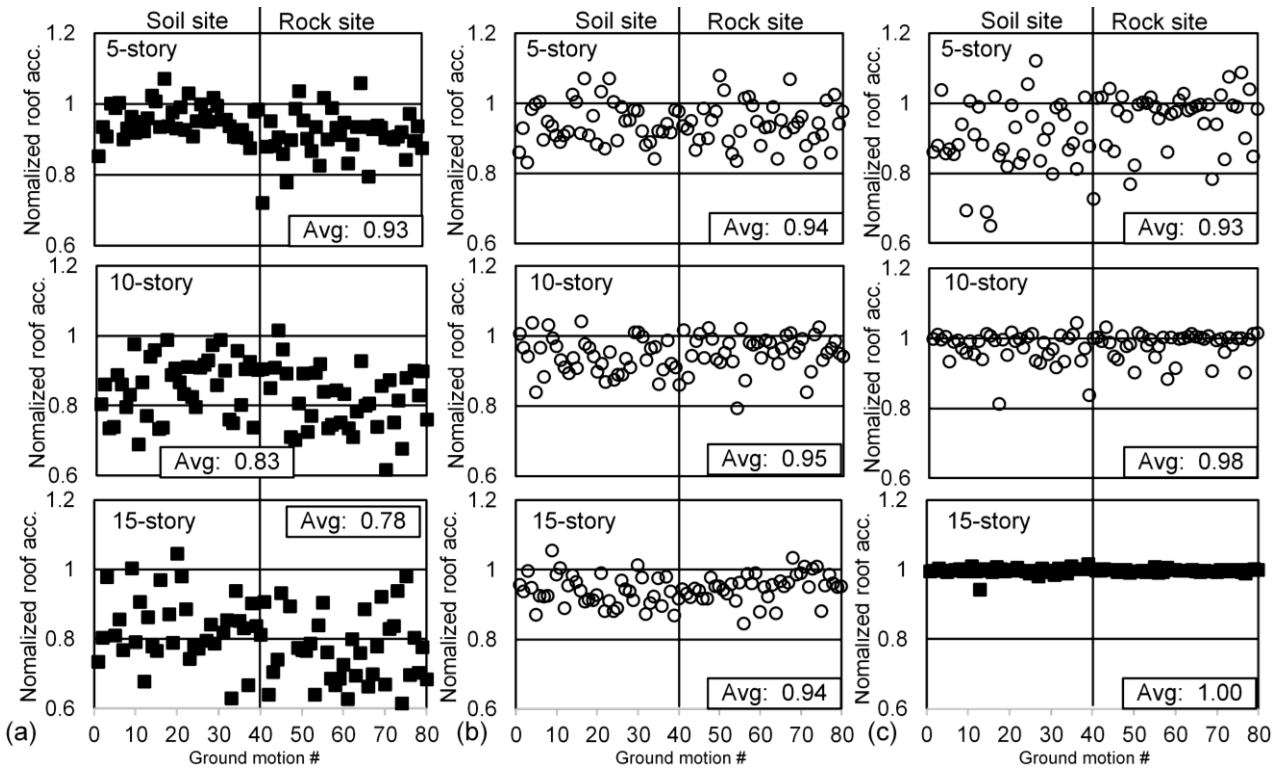 Soil site Rock site Soil site Rock site Soil site Rock site
1.2 1.2 1.2
5-story 5-story 5-story
Nomalized roof acc. Nomalized roof acc. Nomalized roof acc.
1 1 1
0.8 0.8 0.8
Avg: 0.93 Avg: 0.94 Avg: 0.93
0.6 0.6 0.6
1.2 1.2 1.2
10-story 10-story 10-story
Nomalized roof acc. Nomalized roof acc. Nomalized roof acc.
1 1 1
0.8 0.8 0.8
Avg: 0.83 Avg: 0.95 Avg: 0.98
0.6 0.6 0.6
1.2 1.2 1.2
15-story Avg: 0.78 15-story 15-story
Nomalized roof acc. Nomalized roof acc. Nomalized roof acc.
1 1 1
0.8 0.8 0.8
Avg: 0.94 Avg: 1.00
0.6 0.6 0.6
(a) (b) (c)
0 10 20 30 40 50 60 70 80 0 10 20 30 40 50 60 70 80 0 10 20 30 40 50 60 70 80
Ground motion # Ground motion # Ground motion #